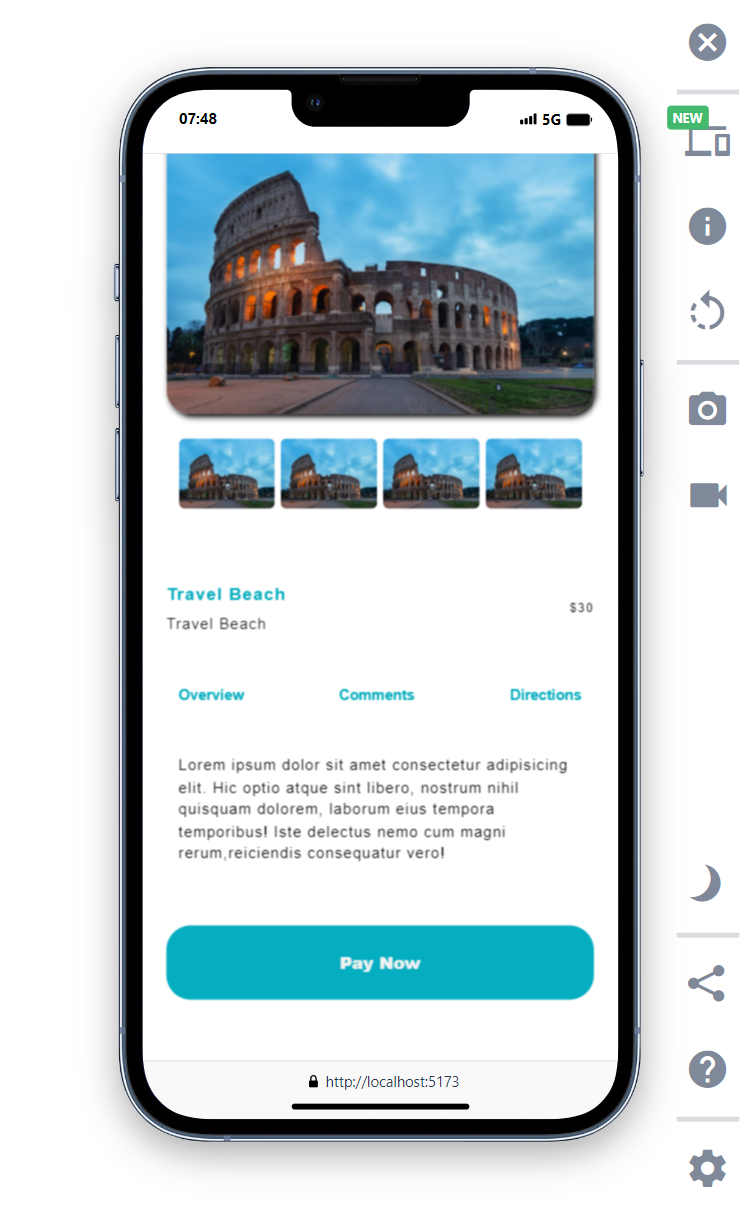 NEW
07:48
5G
Travel Beach
$30
Travel Beach
Overview
Comments
Directions
Lorem ipsum dolor sit amet consectetur adipisicing
elit. Hic optio atque sint libero, nostrum nihil
quisquam dolorem, laborum eius tempora
temporibus! Iste delectus nemo cum magni
rerum,reiciendis consequatur vero!
Pay Now
http://localhost:5173